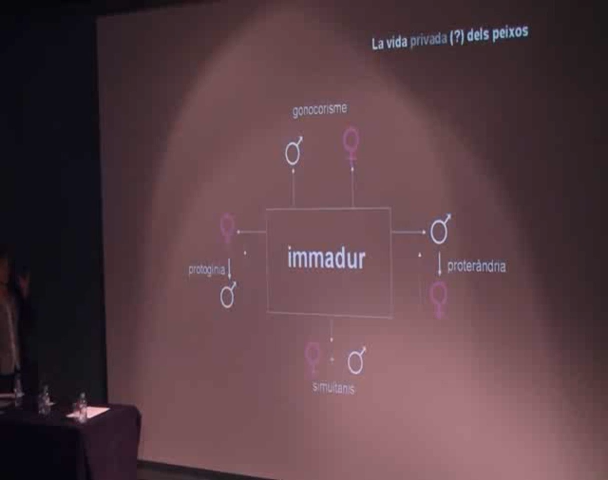 La vida privada (?) dels peixos
gonocorisme
immadur
protogínia
proteràndria
simultanis